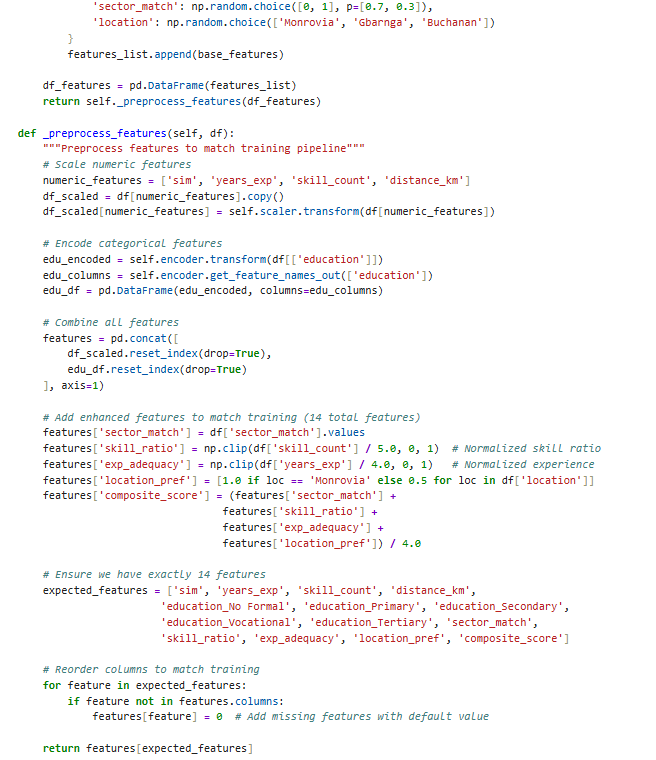 'sector_match': np.random.choice([0, 1], p=[0.7, 0.3]),
            'location': np.random.choice(['Monrovia', 'Gbarnga', 'Buchanan'])
        }
        features_list.append(base_features)

    df_features = pd.DataFrame(features_list)
    return self._preprocess_features(df_features)

def _preprocess_features(self, df):
    """Preprocess features to match training pipeline"""
    # Scale numeric features
    numeric_features = ['sim', 'years_exp', 'skill_count', 'distance_km']
    df_scaled = df[numeric_features].copy()
    df_scaled[numeric_features] = self.scaler.transform(df[numeric_features])

    # Encode categorical features
    edu_encoded = self.encoder.transform(df[['education']])
    edu_columns = self.encoder.get_feature_names_out(['education'])
    edu_df = pd.DataFrame(edu_encoded, columns=edu_columns)

    # Combine all features
    features = pd.concat([
        df_scaled.reset_index(drop=True),
        edu_df.reset_index(drop=True)
    ], axis=1)

    # Add enhanced features to match training (14 total features)
    features['sector_match'] = df['sector_match'].values
    features['skill_ratio'] = np.clip(df['skill_count'] / 5.0, 0, 1)  # Normalized skill ratio
    features['exp_adequacy'] = np.clip(df['years_exp'] / 4.0, 0, 1)   # Normalized experience
    features['location_pref'] = [1.0 if loc == 'Monrovia' else 0.5 for loc in df['location']]
    features['composite_score'] = (features['sector_match'] +
                                 features['skill_ratio'] +
                                 features['exp_adequacy'] +
                                 features['location_pref']) / 4.0

    # Ensure we have exactly 14 features
    expected_features = ['sim', 'years_exp', 'skill_count', 'distance_km',
                       'education_No Formal', 'education_Primary', 'education_Secondary',
                       'education_Vocational', 'education_Tertiary', 'sector_match',
                       'skill_ratio', 'exp_adequacy', 'location_pref', 'composite_score']

    # Reorder columns to match training
    for feature in expected_features:
        if feature not in features.columns:
            features[feature] = 0  # Add missing features with default value

    return features[expected_features]